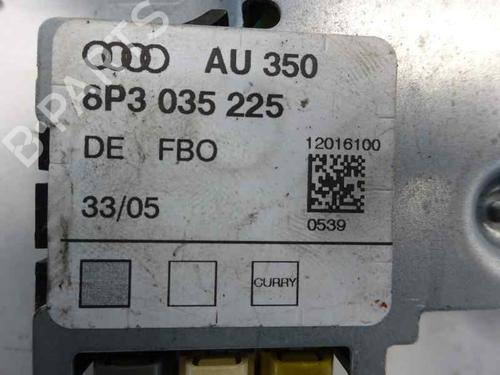 AU 350
8P3 035 225
DE FBO
12016100
33/05
0539
CURRY
B-PARTS